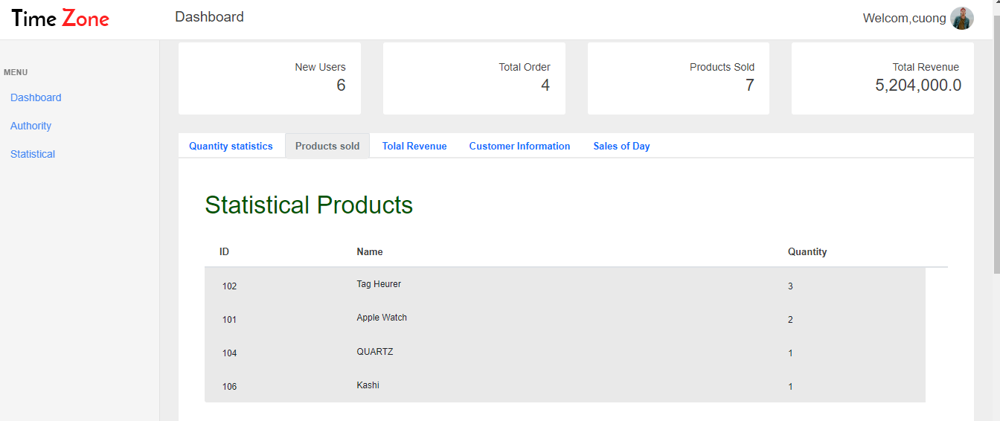 Time Zone
Dashboard
Welcom,cuong
MENU
Dashboard
Authority
Statistical
New Users
6
Total Order
4
Products Sold
7
Total Revenue
5,204,000.0
Quantity statistics Products sold Tolal Revenue Customer Information Sales of Day
Statistical Products
ID Name Quantity
102 Tag Heurer 3
101 Apple Watch 2
104 QUARTZ 1
106 Kashi 1